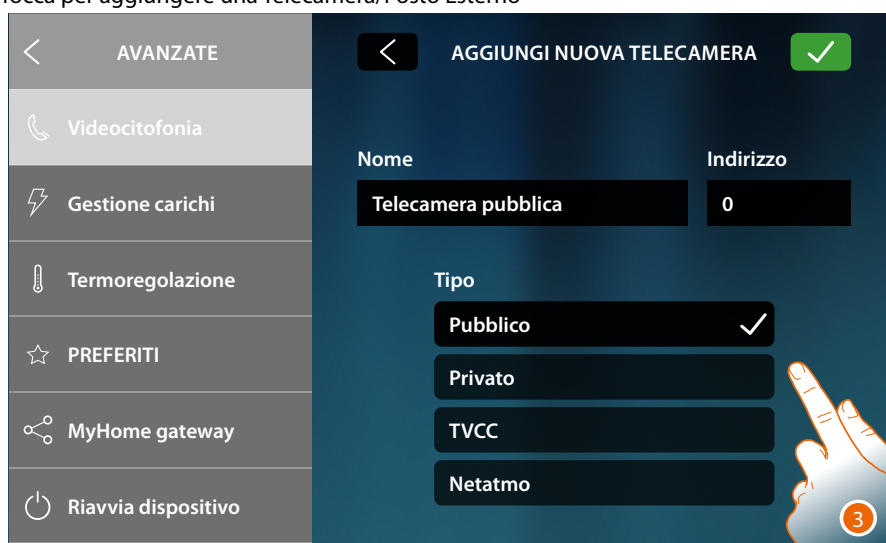 Tocca per aggiungere una Telecamera/Posto Esterno
AVANZATE
AGGIUNGI NUOVA TELECAMERA
Videocitofonia
Gestione carichi
Termoregolazione
PREFERITI
MyHome gateway
Riavvia dispositivo
Nome
Indirizzo
Telecamera pubblica
0
Tipo
Pubblico
Privato
TVCC
Netatmo
3